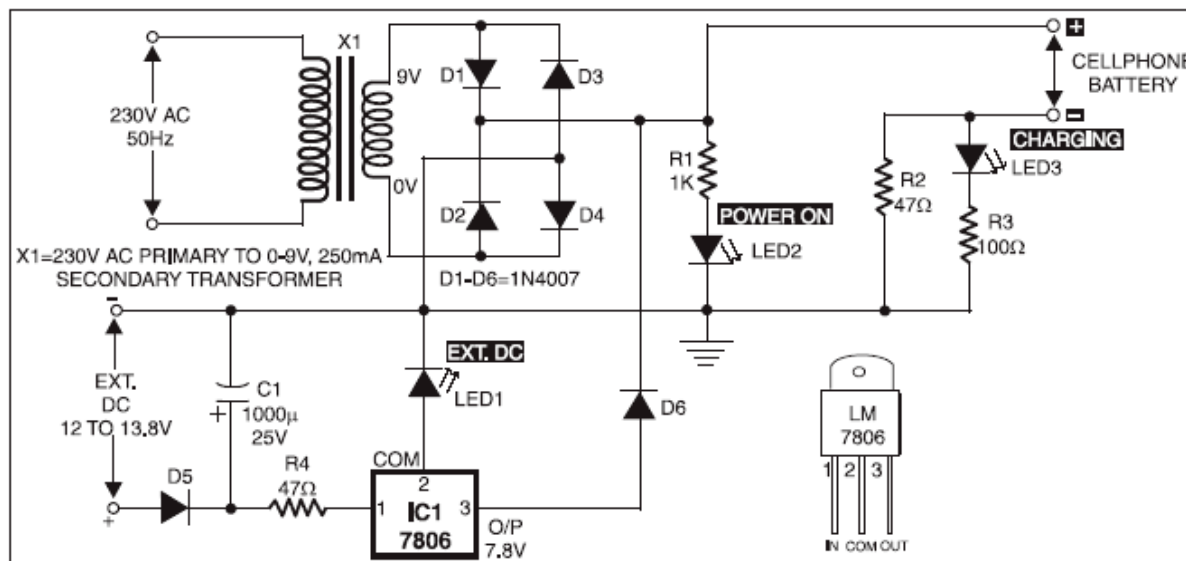 X1
230V AC
50Hz
9V
0V
D1
D3
D2
D4
X1=230V AC PRIMARY TO 0-9V, 250mA
SECONDARY TRANSFORMER
D1-D6=1N4007
R1
1K
POWER ON
LED2
+
CELLPHONE
BATTERY
-
CHARGING
LED3
R2
47Ω
R3
100Ω
-
EXT.
DC
12 TO 13.8V
+
C1
1000µ
25V
+
D5
R4
47Ω
EXT. DC
LED1
COM
2
1
IC1
3
7806
O/P
7.8V
D6
LM
7806
1 2 3
IN COM OUT